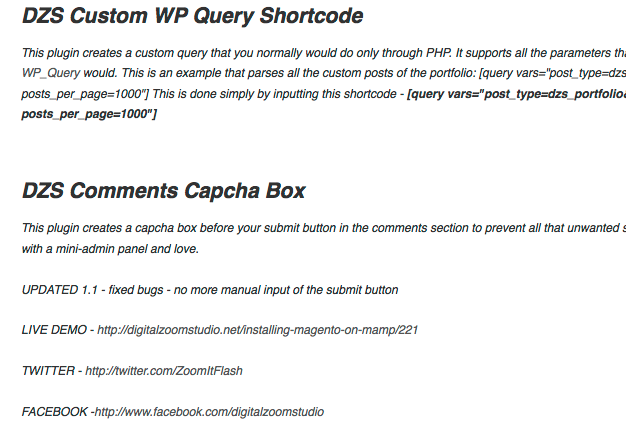 DZS Custom WP Query Shortcode
This plugin creates a custom query that you normally would do only through PHP. It supports all the parameters
WP_Query would. This is an example that parses all the custom posts of the portfolio: [query vars="post_type=dzs
posts_per_page=1000"] This is done simply by inputting this shortcode - [query vars="post_type=dzs_portfolio&
posts_per_page=1000"]
DZS Comments Capcha Box
This plugin creates a capcha box before your submit button in the comments section to prevent all that unwanted
with a mini-admin panel and love.
UPDATED 1.1 - fixed bugs - no more manual input of the submit button
LIVE DEMO - http://digitalzoomstudio.net/installing-magento-on-mamp/221
TWITTER - http://twitter.com/ZoomItFlash
FACEBOOK -http://www.facebook.com/digitalzoomstudio